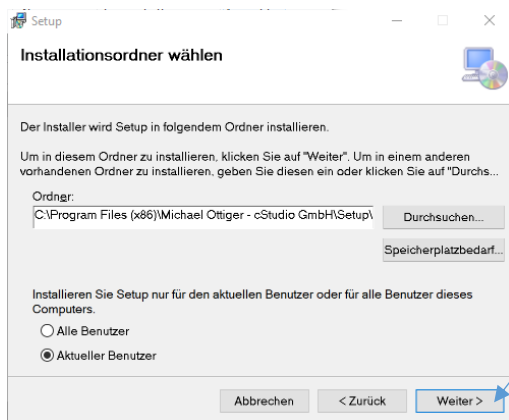 Setup
Installationsordner wählen
Der Installer wird Setup in folgendem Ordner installieren.
Um in diesem Ordner zu installieren, klicken Sie auf "Weiter". Um in einem anderen
vorhandenen Ordner zu installieren, geben Sie diesen ein oder klicken Sie auf "Durchs...
Ordner:
C:\Program Files (x86)\Michael Ottiger - cStudio GmbH\Setup\
Durchsuchen...
Speicherplatzbedarf...
Installieren Sie Setup nur für den aktuellen Benutzer oder für alle Benutzer dieses
Computers.
Alle Benutzer
Aktueller Benutzer
Abbrechen
< Zurück
Weiter >